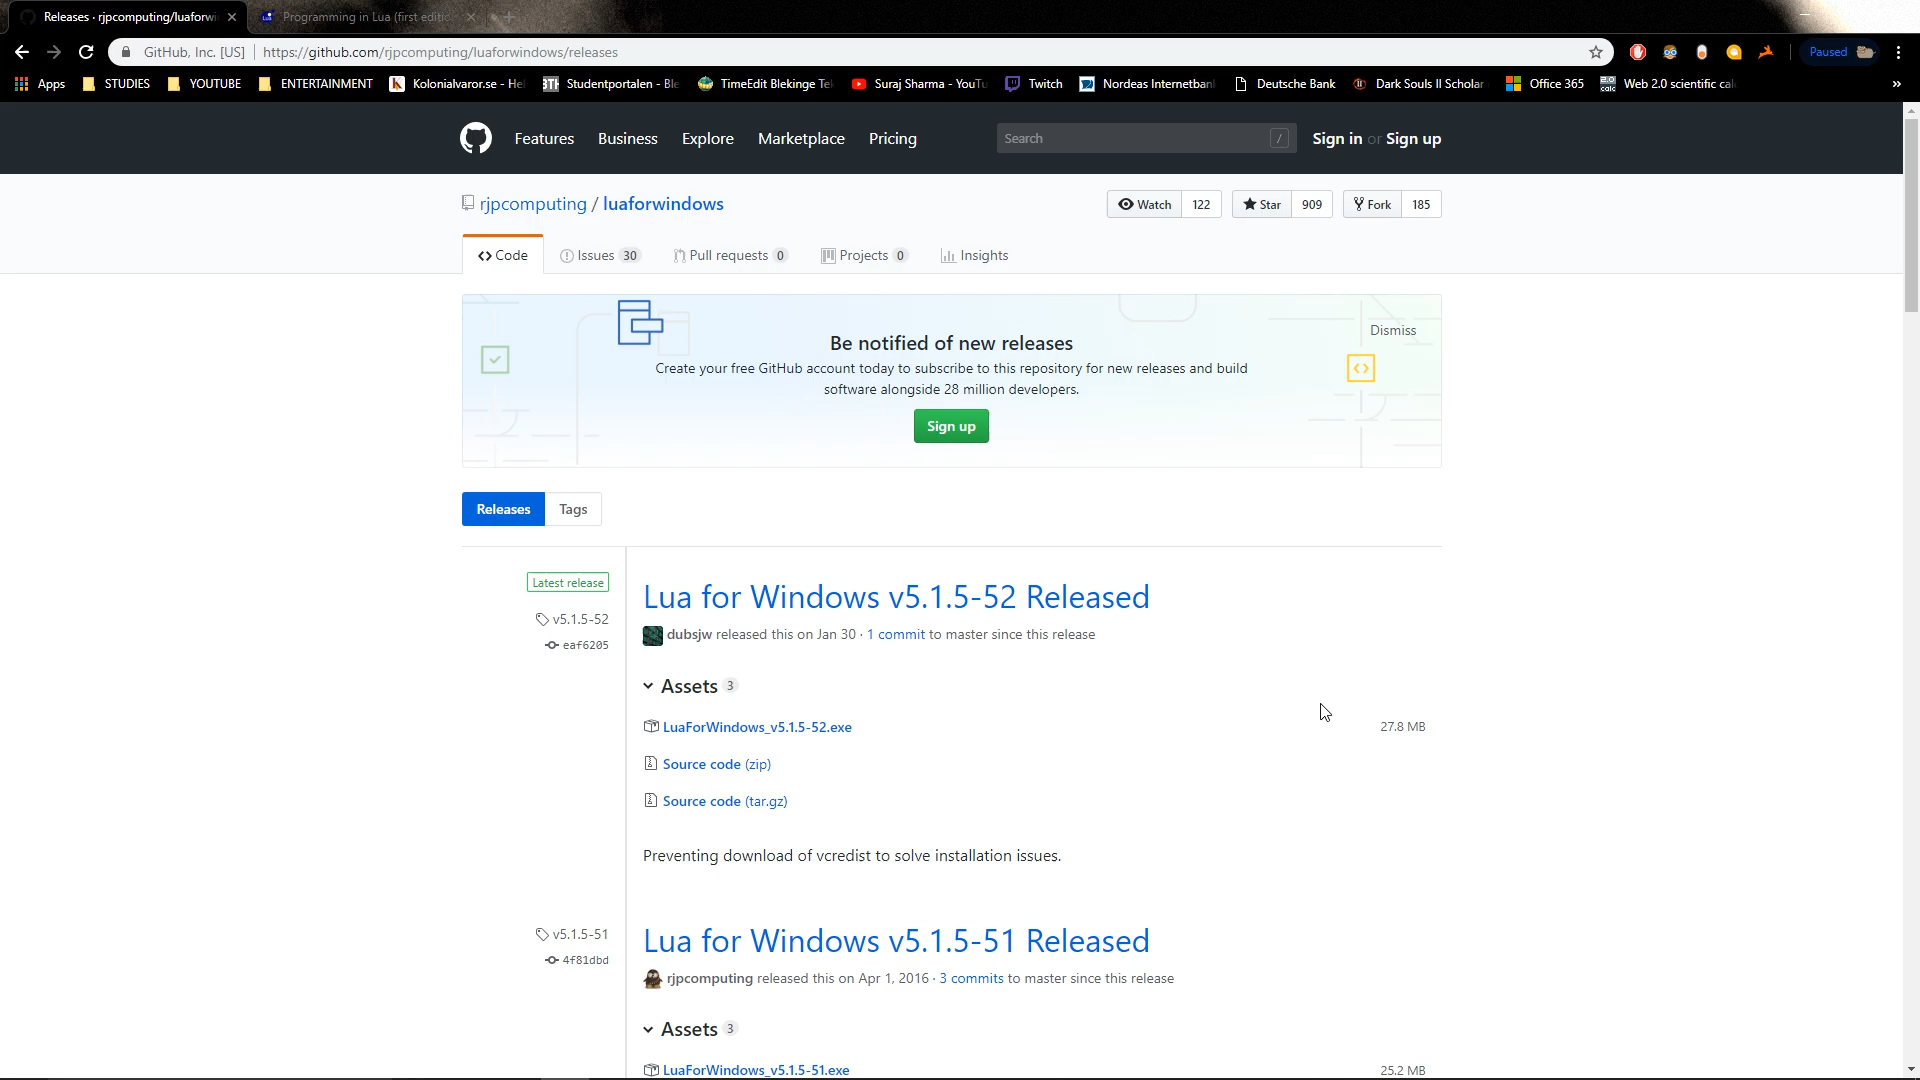 Releases · rjpcomputing/luaforwi
Programming in Lua (first editio
GitHub, Inc. [US] | https://github.com/rjpcomputing/luaforwindows/releases
Paused
Apps STUDIES YOUTUBE ENTERTAINMENT Kolonialvaror.se - He Studentportalen - Ble TimeEdit Blekinge Te Suraj Sharma - YouTu Twitch Nordeas Internetban Deutsche Bank Dark Souls II Scholar Office 365 Web 2.0 scientific cal »
Features Business Explore Marketplace Pricing Search / Sign in or Sign up
rjpcomputing / luaforwindows Watch 122 Star 909 Fork 185
Code Issues 30 Pull requests 0 Projects 0 Insights
Dismiss
Be notified of new releases
Create your free GitHub account today to subscribe to this repository for new releases and build
software alongside 28 million developers.
Sign up
Releases Tags
Latest release
v5.1.5-52
eaf6205
Lua for Windows v5.1.5-52 Released
dubsjw released this on Jan 30 · 1 commit to master since this release
Assets 3
LuaForWindows_v5.1.5-52.exe 27.8 MB
Source code (zip)
Source code (tar.gz)
Preventing download of vcredist to solve installation issues.
v5.1.5-51
4f81dbd
Lua for Windows v5.1.5-51 Released
rjpcomputing released this on Apr 1, 2016 · 3 commits to master since this release
Assets 3
LuaForWindows_v5.1.5-51.exe 25.2 MB